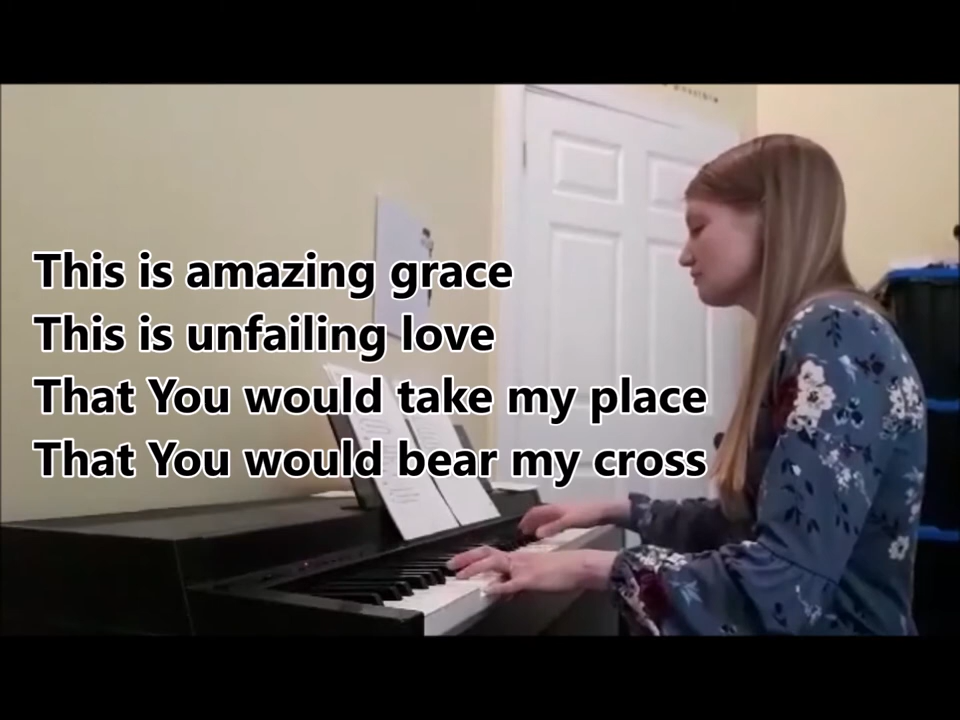 This is amazing grace
This is unfailing love
That You would take my place
That You would bear my cross